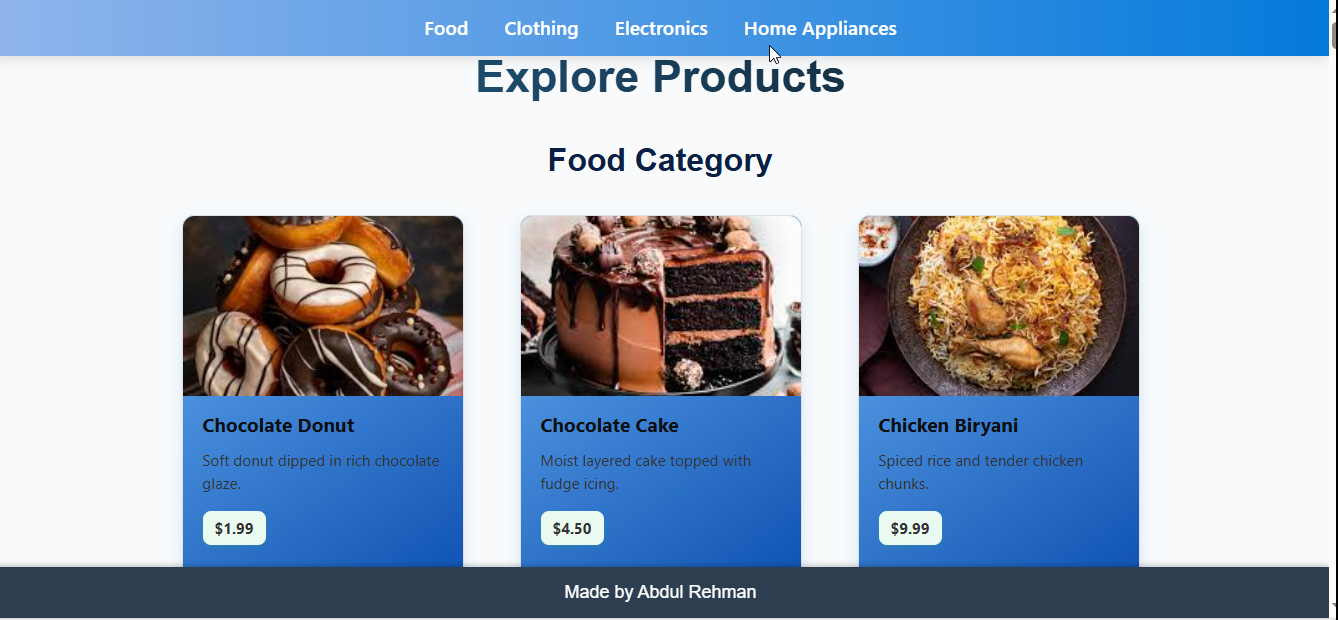 Food Clothing Electronics Home Appliances
Explore Products
Food Category
Chocolate Donut
Soft donut dipped in rich chocolate
glaze.
$1.99
Chocolate Cake
Moist layered cake topped with
fudge icing.
$4.50
Chicken Biryani
Spiced rice and tender chicken
chunks.
$9.99
Made by Abdul Rehman